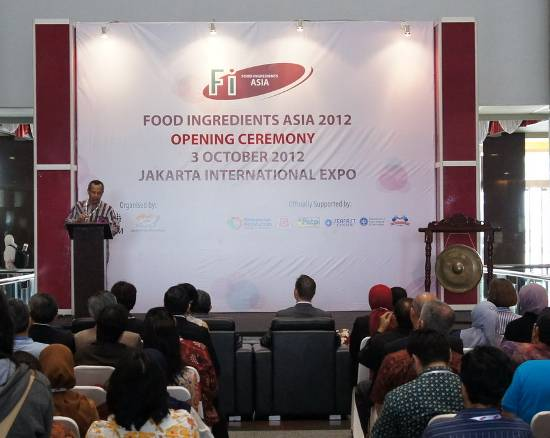 Fi FOOD INGREDIENTS
ASIA
FOOD INGREDIENTS ASIA 2012
OPENING CEREMONY
3 OCTOBER 2012
JAKARTA INTERNATIONAL EXPO
Organised by:
Officially Supported by: